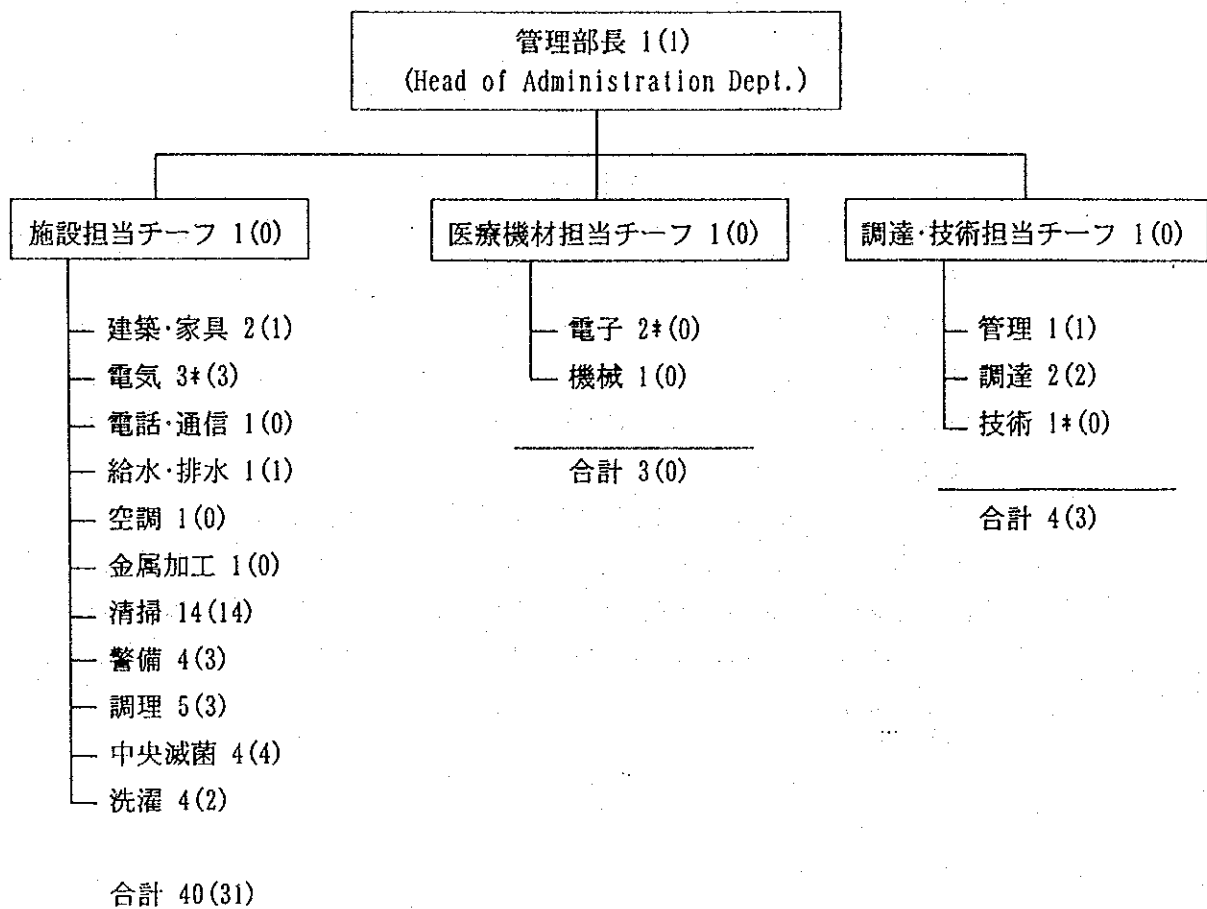 管理部長 1(1)
(Head of Administration Dept.)
施設担当チーフ 1(0)
建築･家具 2(1)
電気 3*(3)
電話･通信 1(0)
給水･排水 1(1)
空調 1(0)
金属加工 1(0)
清掃 14(14)
警備 4(3)
調理 5(3)
中央滅菌 4(4)
洗濯 4(2)
合計 40(31)
医療機材担当チーフ 1(0)
電子 2*(0)
機械 1(0)
合計 3(0)
調達･技術担当チーフ 1(0)
管理 1(1)
調達 2(2)
技術 1*(0)
合計 4(3)